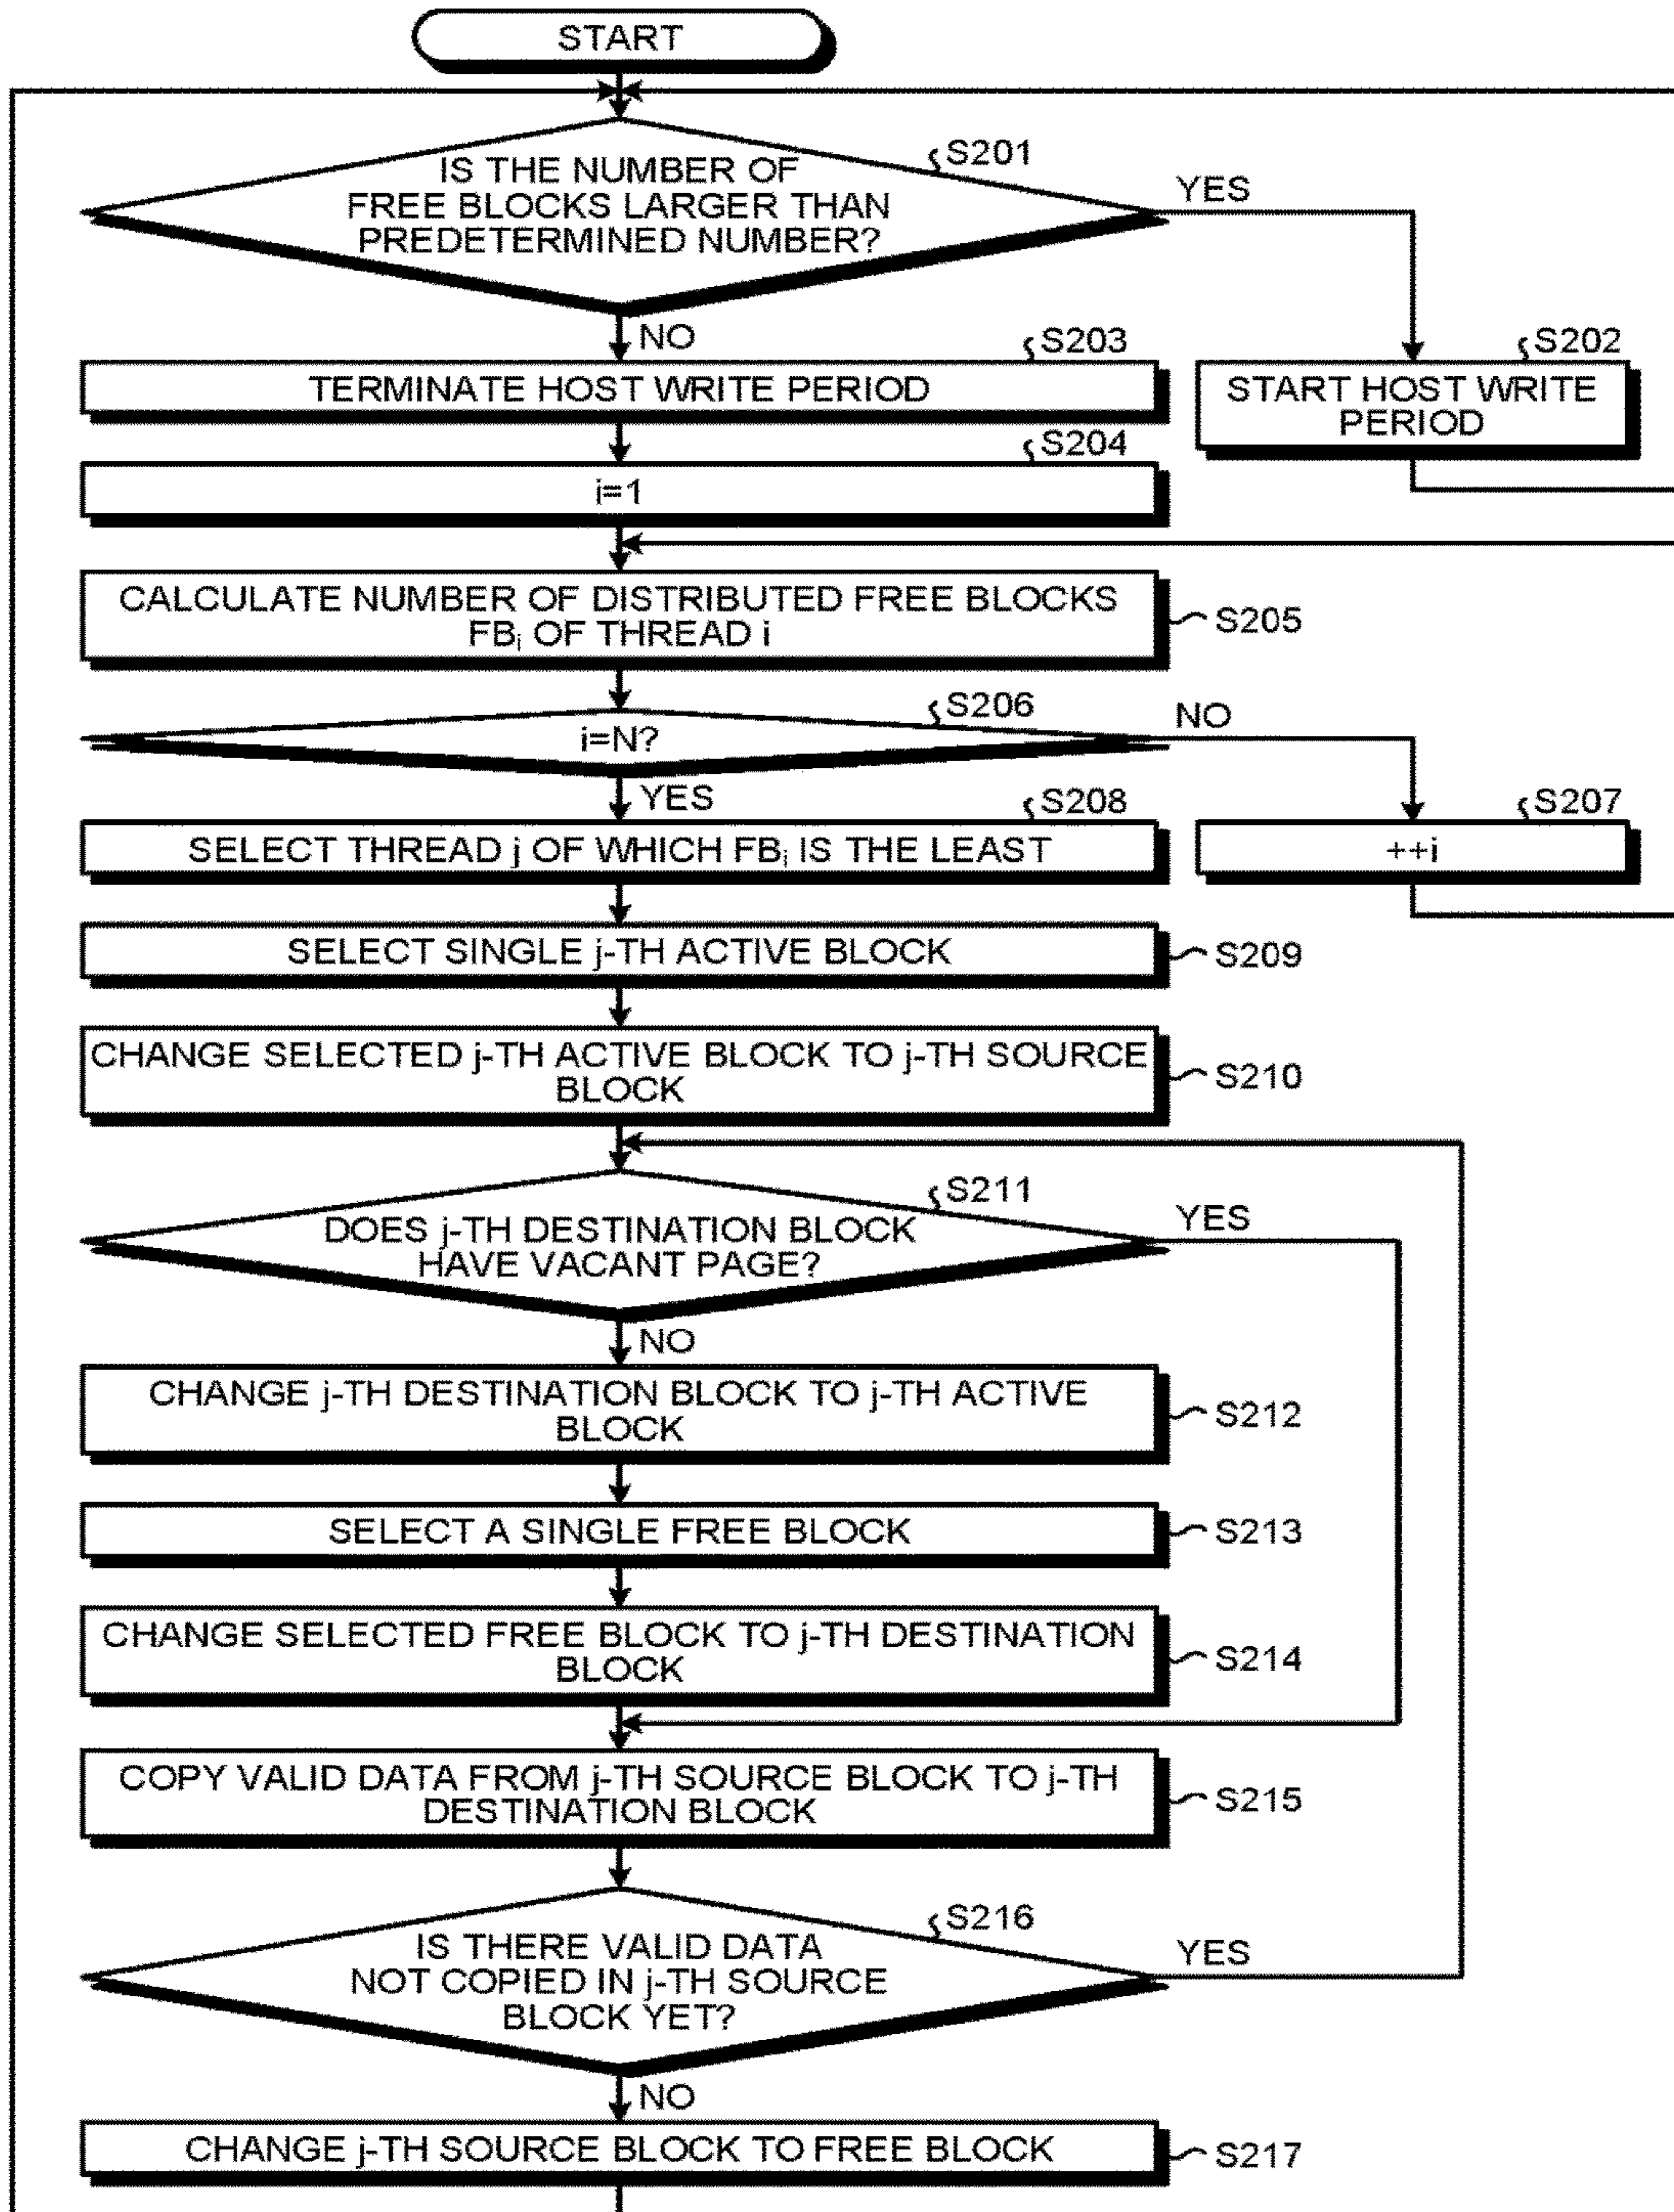 START
S201
IS THE NUMBER OF
FREE BLOCKS LARGER THAN
PREDETERMINED NUMBER?
YES
NO
S203
TERMINATE HOST WRITE PERIOD
S202
START HOST WRITE
PERIOD
S204
i=1
CALCULATE NUMBER OF DISTRIBUTED FREE BLOCKS
FBi OF THREAD i
S205
S206
i=N?
NO
YES
S208
SELECT THREAD j OF WHICH FBi IS THE LEAST
S207
++i
SELECT SINGLE j-TH ACTIVE BLOCK
S209
CHANGE SELECTED j-TH ACTIVE BLOCK TO j-TH SOURCE
BLOCK
S210
S211
DOES j-TH DESTINATION BLOCK
HAVE VACANT PAGE?
YES
NO
CHANGE j-TH DESTINATION BLOCK TO j-TH ACTIVE
BLOCK
S212
SELECT A SINGLE FREE BLOCK
S213
CHANGE SELECTED FREE BLOCK TO j-TH DESTINATION
BLOCK
S214
COPY VALID DATA FROM j-TH SOURCE BLOCK TO j-TH
DESTINATION BLOCK
S215
S216
IS THERE VALID DATA
NOT COPIED IN j-TH SOURCE
BLOCK YET?
YES
NO
CHANGE j-TH SOURCE BLOCK TO FREE BLOCK
S217